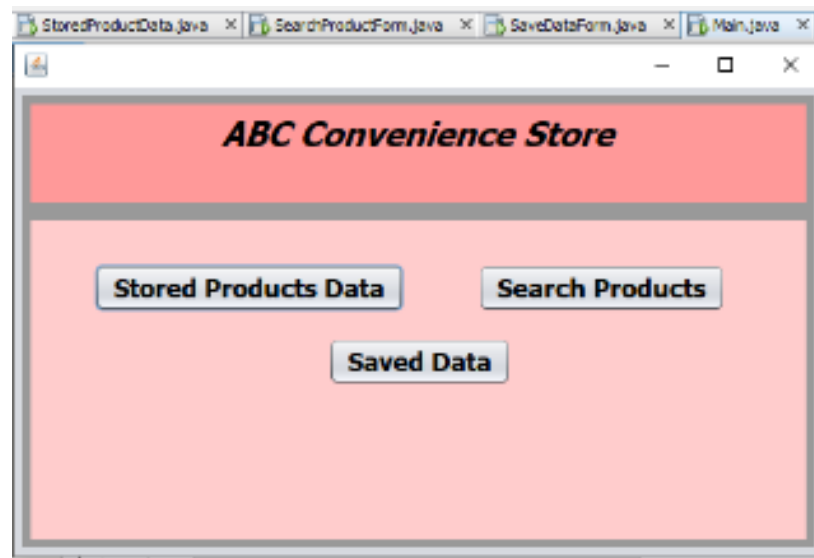 StoredProductData.java SearchProductForm.java SaveDataForm.java Main.java
ABC Convenience Store
Stored Products Data Search Products
Saved Data